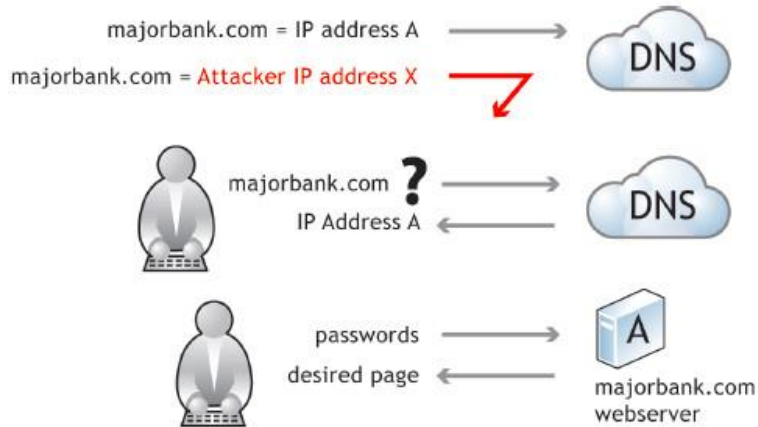 majorbank.com = IP address A
DNS
majorbank.com = Attacker IP address X
majorbank.com ?
DNS
IP Address A
passwords
A
desired page
majorbank.com
webserver